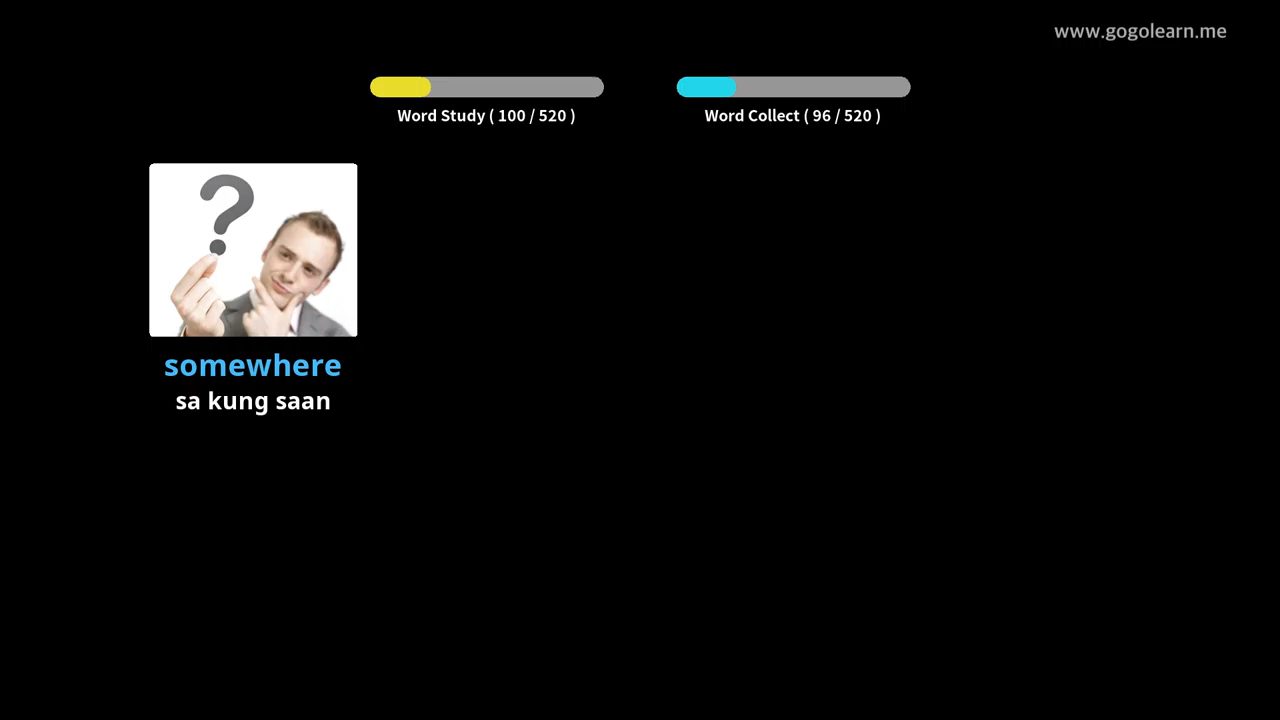 www.gogolearn.me
Word Study ( 100 / 520 )
Word Collect ( 96 / 520 )
?
somewhere
sa kung saan